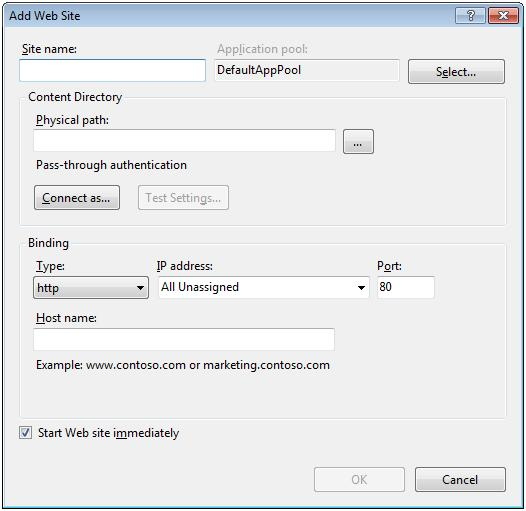 Add Web Site
Site name:
Application pool:
DefaultAppPool
Select...
Content Directory
Physical path:
...
Pass-through authentication
Connect as...
Test Settings...
Binding
Type:
IP address:
Port:
http
All Unassigned
80
Host name:
Example: www.contoso.com or marketing.contoso.com
Start Web site immediately
OK
Cancel